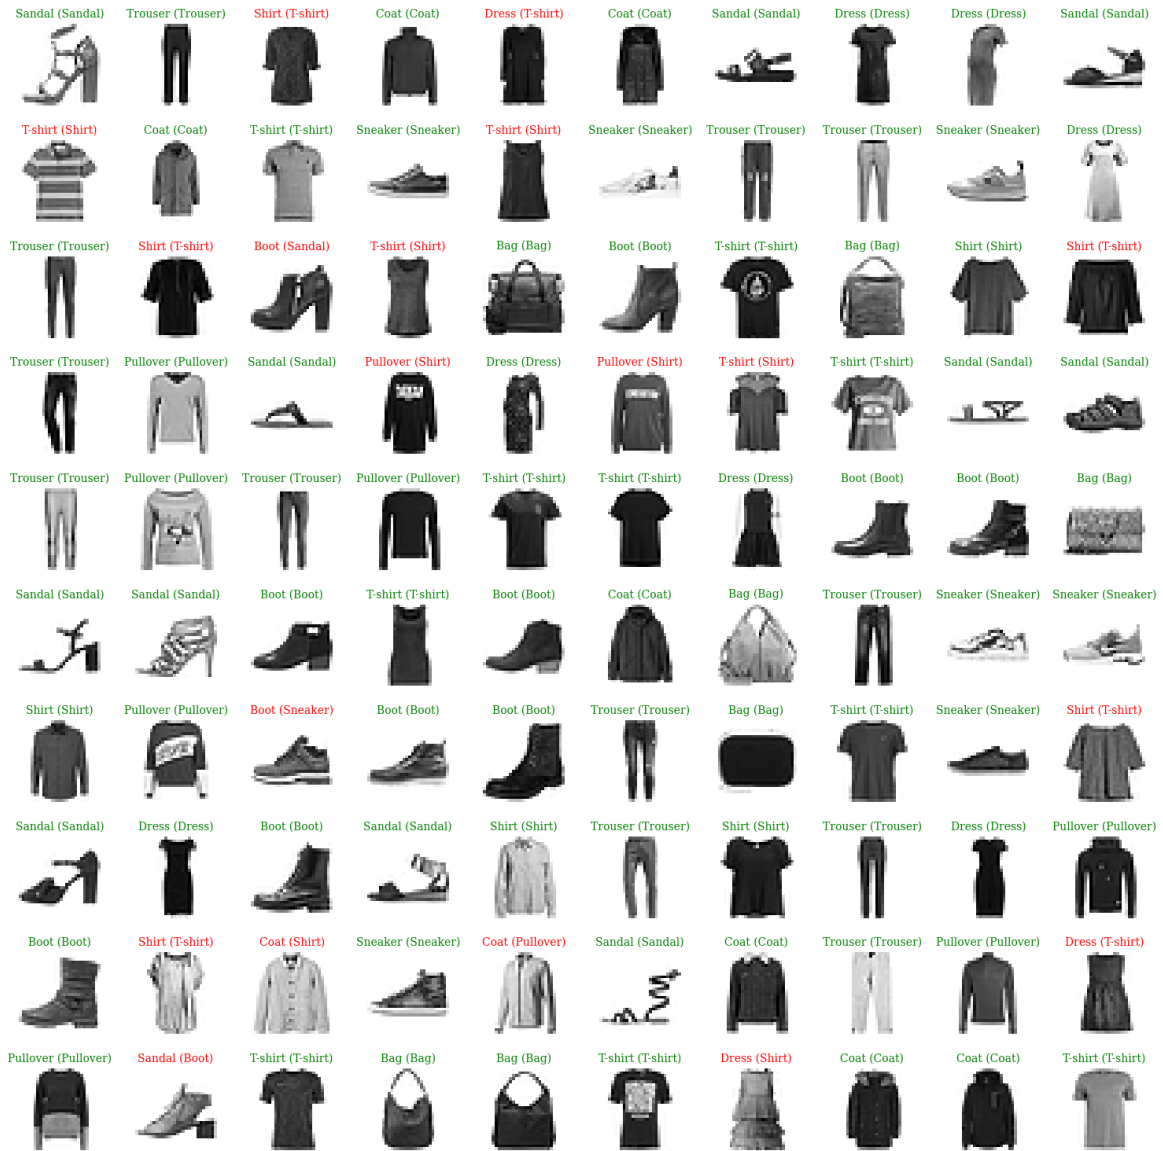 Sandal (Sandal) Trouser (Trouser) Shirt (T-shirt) Coat (Coat) Dress (T-shirt) Coat (Coat) Sandal (Sandal) Dress (Dress) Dress (Dress) Sandal (Sandal)
T-shirt (Shirt) Coat (Coat) T-shirt (T-shirt) Sneaker (Sneaker) T-shirt (Shirt) Sneaker (Sneaker) Trouser (Trouser) Trouser (Trouser) Sneaker (Sneaker) Dress (Dress)
Trouser (Trouser) Shirt (T-shirt) Boot (Sandal) T-shirt (Shirt) Bag (Bag) Boot (Boot) T-shirt (T-shirt) Bag (Bag) Shirt (Shirt) Shirt (T-shirt)
Trouser (Trouser) Pullover (Pullover) Sandal (Sandal) Pullover (Shirt) Dress (Dress) Pullover (Shirt) T-shirt (Shirt) T-shirt (T-shirt) Sandal (Sandal) Sandal (Sandal)
Trouser (Trouser) Pullover (Pullover) Trouser (Trouser) Pullover (Pullover) T-shirt (T-shirt) T-shirt (T-shirt) Dress (Dress) Boot (Boot) Boot (Boot) Bag (Bag)
Sandal (Sandal) Sandal (Sandal) Boot (Boot) T-shirt (T-shirt) Boot (Boot) Coat (Coat) Bag (Bag) Trouser (Trouser) Sneaker (Sneaker) Sneaker (Sneaker)
Shirt (Shirt) Pullover (Pullover) Boot (Sneaker) Boot (Boot) Boot (Boot) Trouser (Trouser) Bag (Bag) T-shirt (T-shirt) Sneaker (Sneaker) Shirt (T-shirt)
Sandal (Sandal) Dress (Dress) Boot (Boot) Sandal (Sandal) Shirt (Shirt) Trouser (Trouser) Shirt (Shirt) Trouser (Trouser) Dress (Dress) Pullover (Pullover)
Boot (Boot) Shirt (T-shirt) Coat (Shirt) Sneaker (Sneaker) Coat (Pullover) Sandal (Sandal) Coat (Coat) Trouser (Trouser) Pullover (Pullover) Dress (T-shirt)
Pullover (Pullover) Sandal (Boot) T-shirt (T-shirt) Bag (Bag) Bag (Bag) T-shirt (T-shirt) Dress (Shirt) Coat (Coat) Coat (Coat) T-shirt (T-shirt)